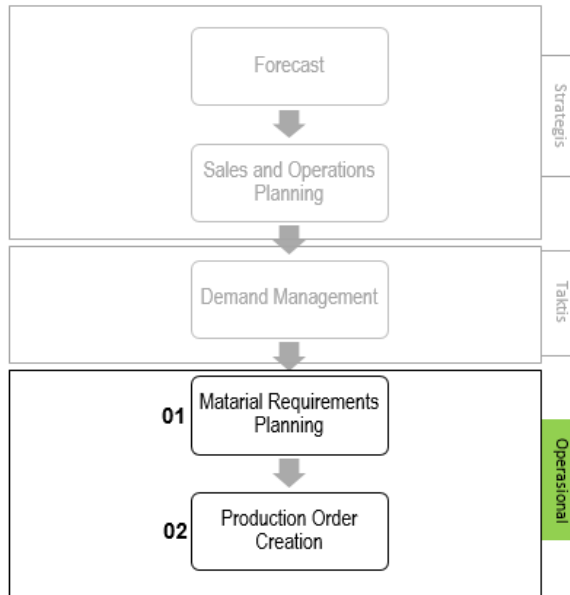 Forecast
Strategis
Sales and Operations
Planning
Demand Management
Taktis
01
Matarial Requirements
Planning
Operasional
02
Production Order
Creation